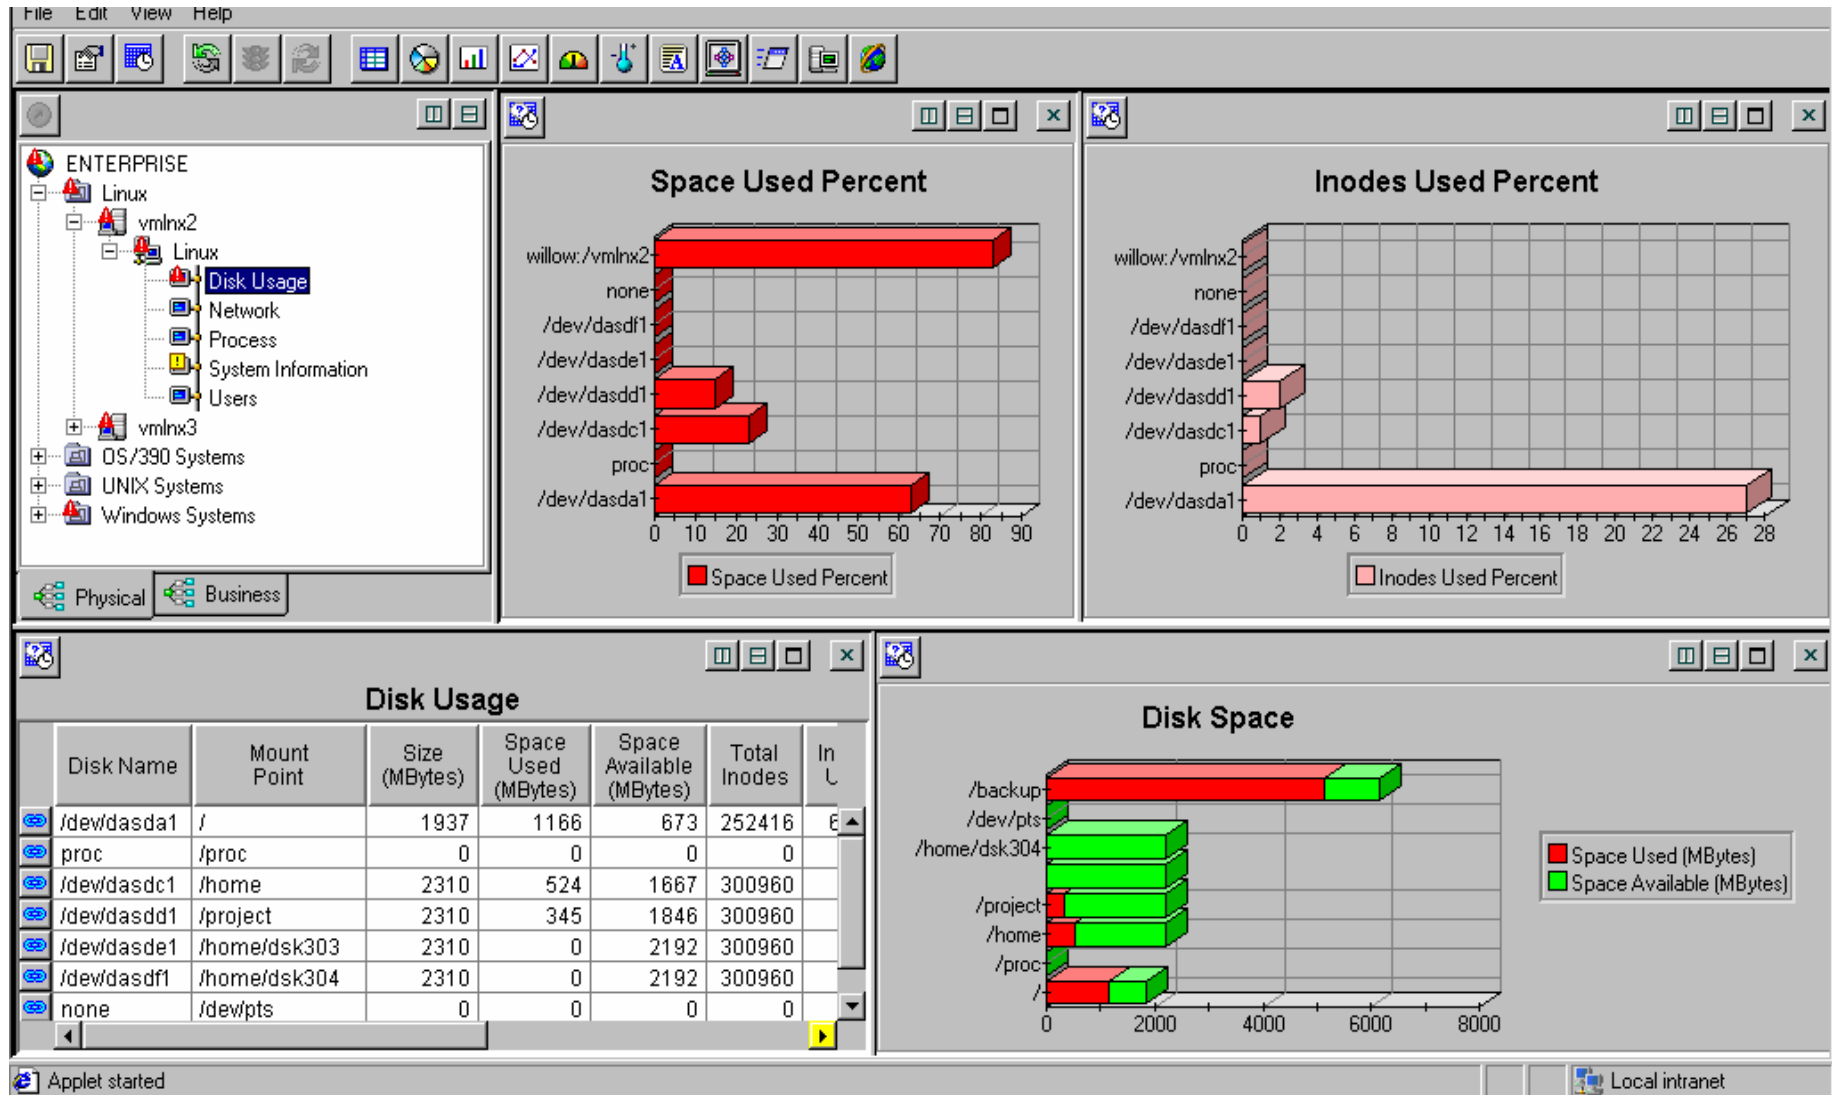 File Edit View Help
ENTERPRISE
Linux
vmlnx2
Linux
Disk Usage
Network
Process
System Information
Users
vmlnx3
OS/390 Systems
UNIX Systems
Windows Systems
Physical Business
Space Used Percent
willow:/vmlnx2
none
/dev/dasdf1
/dev/dasde1
/dev/dasdd1
/dev/dasdc1
proc
/dev/dasda1
0 10 20 30 40 50 60 70 80 90
Space Used Percent
Inodes Used Percent
willow:/vmlnx2
none
/dev/dasdf1
/dev/dasde1
/dev/dasdd1
/dev/dasdc1
proc
/dev/dasda1
0 2 4 6 8 10 12 14 16 18 20 22 24 26 28
Inodes Used Percent
Disk Usage
Disk Name Mount Point Size (MBytes) Space Used (MBytes) Space Available (MBytes) Total Inodes In
/dev/dasda1 / 1937 1166 673 252416 6
proc /proc 0 0 0 0
/dev/dasdc1 /home 2310 524 1667 300960
/dev/dasdd1 /project 2310 345 1846 300960
/dev/dasde1 /home/dsk303 2310 0 2192 300960
/dev/dasdf1 /home/dsk304 2310 0 2192 300960
none /dev/pts 0 0 0 0
Disk Space
/backup
/dev/pts
/home/dsk304
/project
/home
/proc
/
0 2000 4000 6000 8000
Space Used (MBytes)
Space Available (MBytes)
Applet started
Local intranet